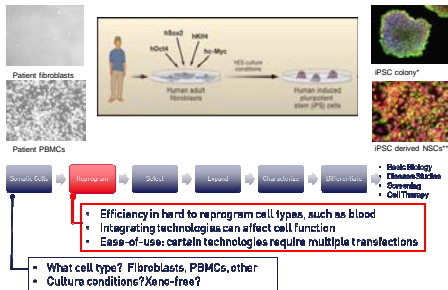 hSox2
hKlf4
hOct4
hc-Myc
hES culture
conditions
Human adult
fibroblasts
Human induced
pluripotent
stem (iPS) cells
Patient fibroblasts
Patient PBMCs
iPSC colony*
iPSC derived NSCs**
Somatic Cells
Reprogram
Select
Expand
Characterize
Differentiate
• Basic Biology
• Disease Studies
• Screening
• Cell Therapy
• Efficiency in hard to reprogram cell types, such as blood
• Integrating technologies can affect cell function
• Ease-of-use: certain technologies require multiple transfections
• What cell type? Fibroblasts, PBMCs, other
• Culture conditions?Xeno-free?